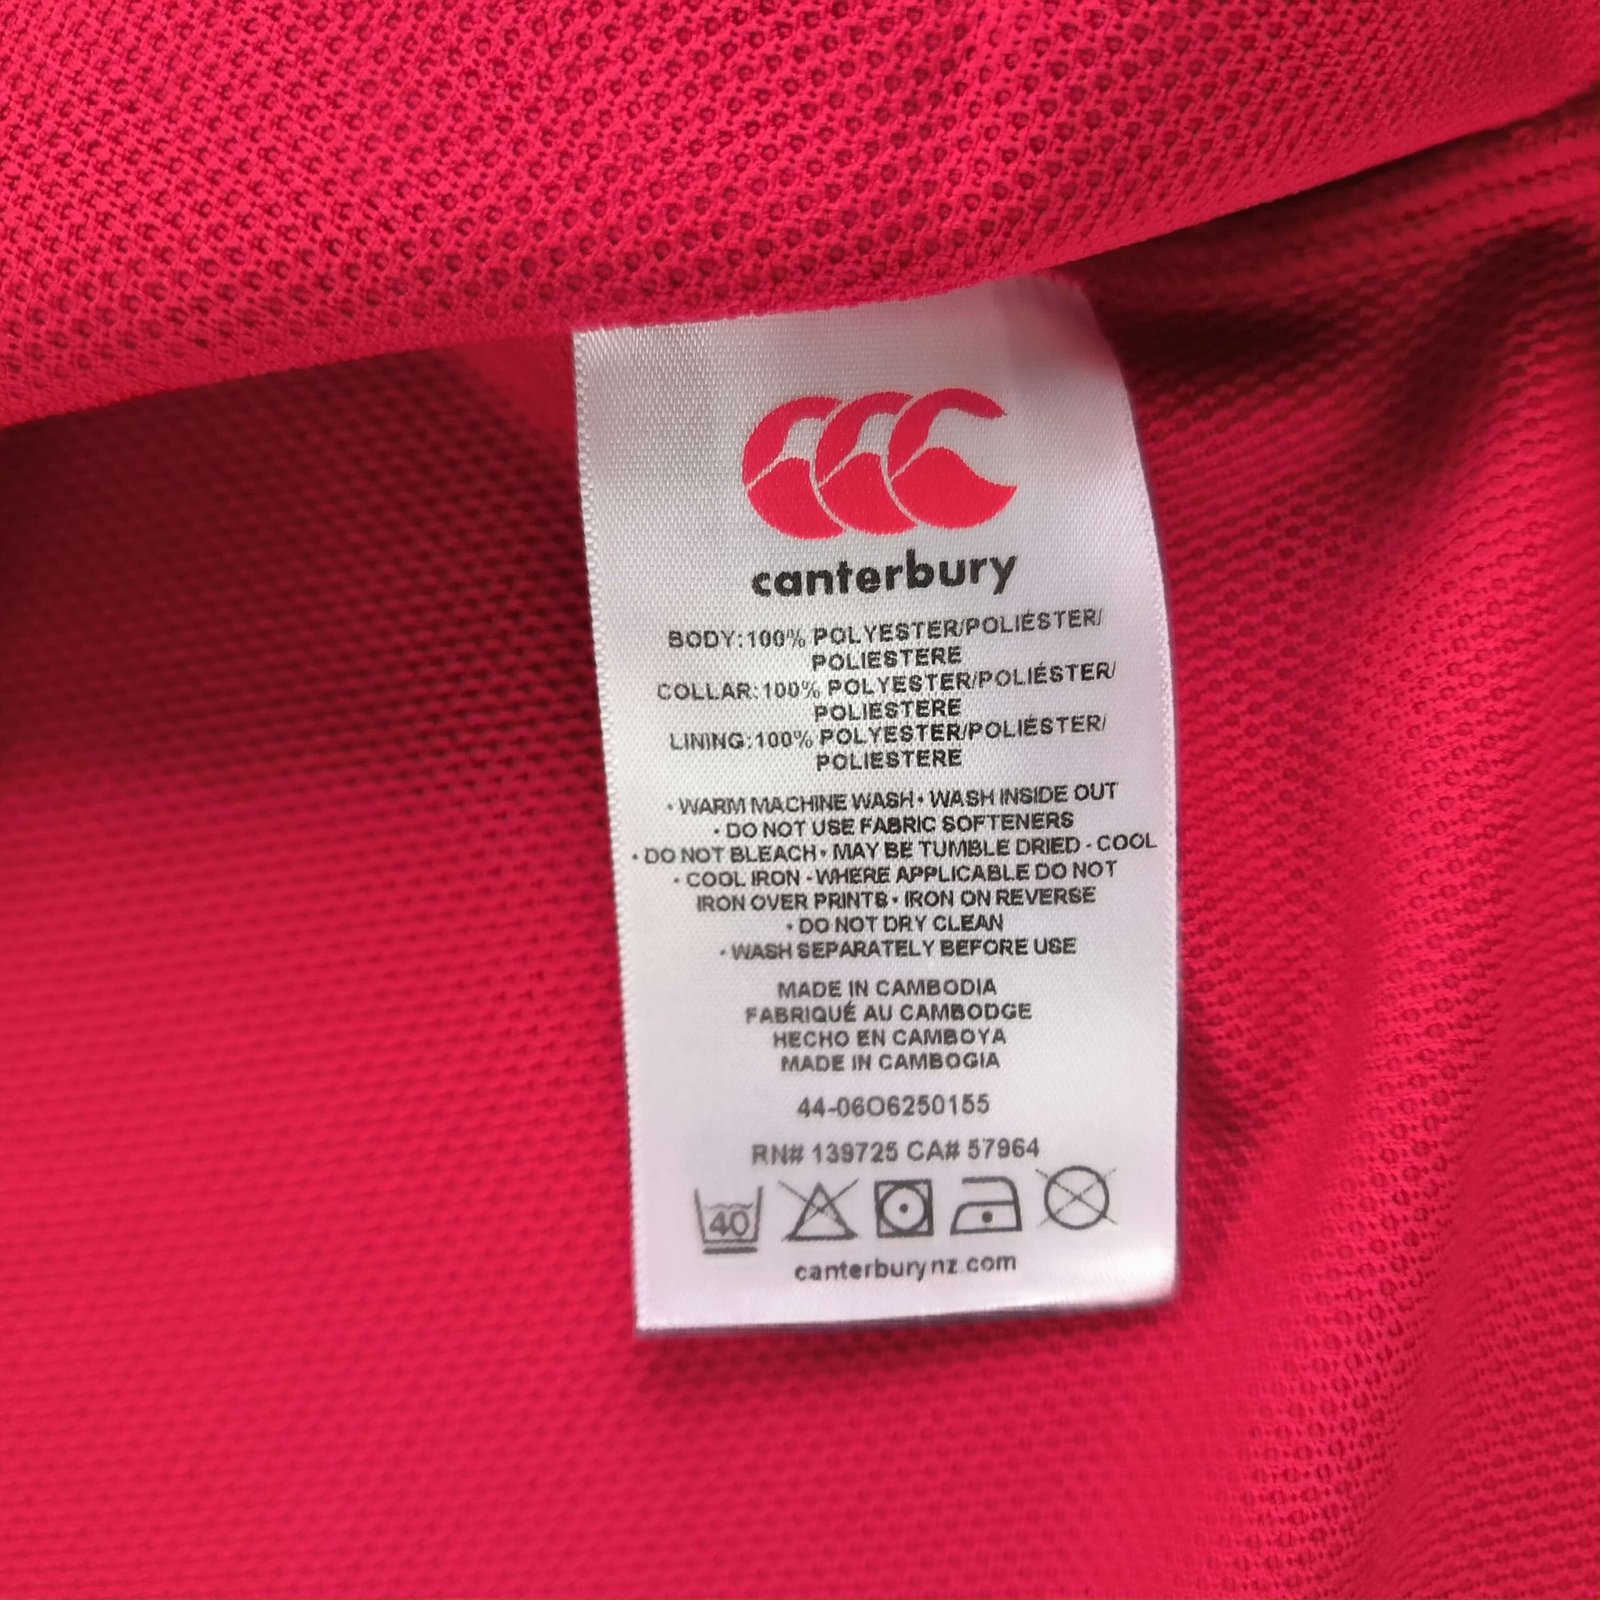 canterbury
BODY:100% POLYESTER/POLIÉSTER/
POLIESTERE
COLLAR:100% POLYESTER/POLIÉSTER/
POLIESTERE
LINING:100% POLYESTER/POLIÉSTER/
POLIESTERE
• WARM MACHINE WASH • WASH INSIDE OUT
• DO NOT USE FABRIC SOFTENERS
• DO NOT BLEACH • MAY BE TUMBLE DRIED - COOL
• COOL IRON - WHERE APPLICABLE DO NOT
IRON OVER PRINTS • IRON ON REVERSE
• DO NOT DRY CLEAN
• WASH SEPARATELY BEFORE USE
MADE IN CAMBODIA
FABRIQUÉ AU CAMBODGE
HECHO EN CAMBOYA
MADE IN CAMBOGIA
44-06O6250155
RN# 139725 CA# 57964
40
canterburynz.com